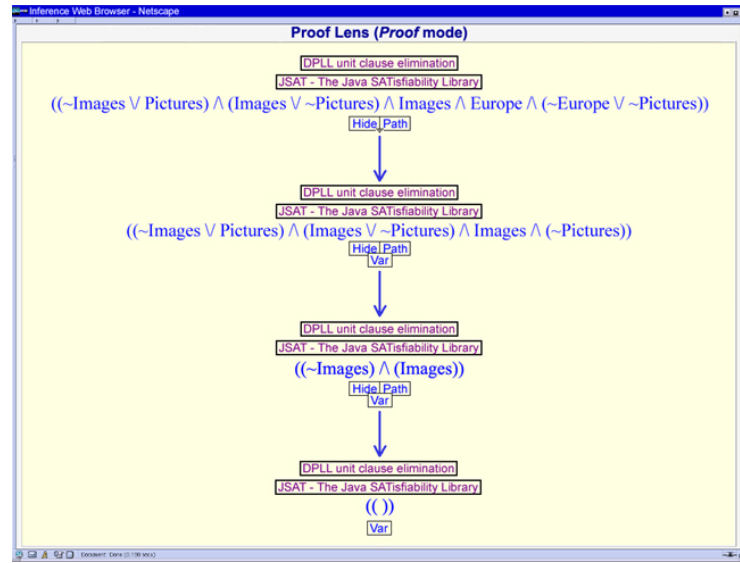 Inference Web Browser - Netscape
Proof Lens (Proof mode)
DPLL unit clause elimination
JSAT - The Java SATisfiability Library
((~Images \/ Pictures) /\ (Images \/ ~Pictures) /\ Images /\ Europe /\ (~Europe \/ ~Pictures))
Hide Path
DPLL unit clause elimination
JSAT - The Java SATisfiability Library
((~Images \/ Pictures) /\ (Images \/ ~Pictures) /\ Images /\ (~Pictures))
Hide Path
Var
DPLL unit clause elimination
JSAT - The Java SATisfiability Library
((~Images) /\ (Images))
Hide Path
Var
DPLL unit clause elimination
JSAT - The Java SATisfiability Library
(( ))
Var
Document: Done